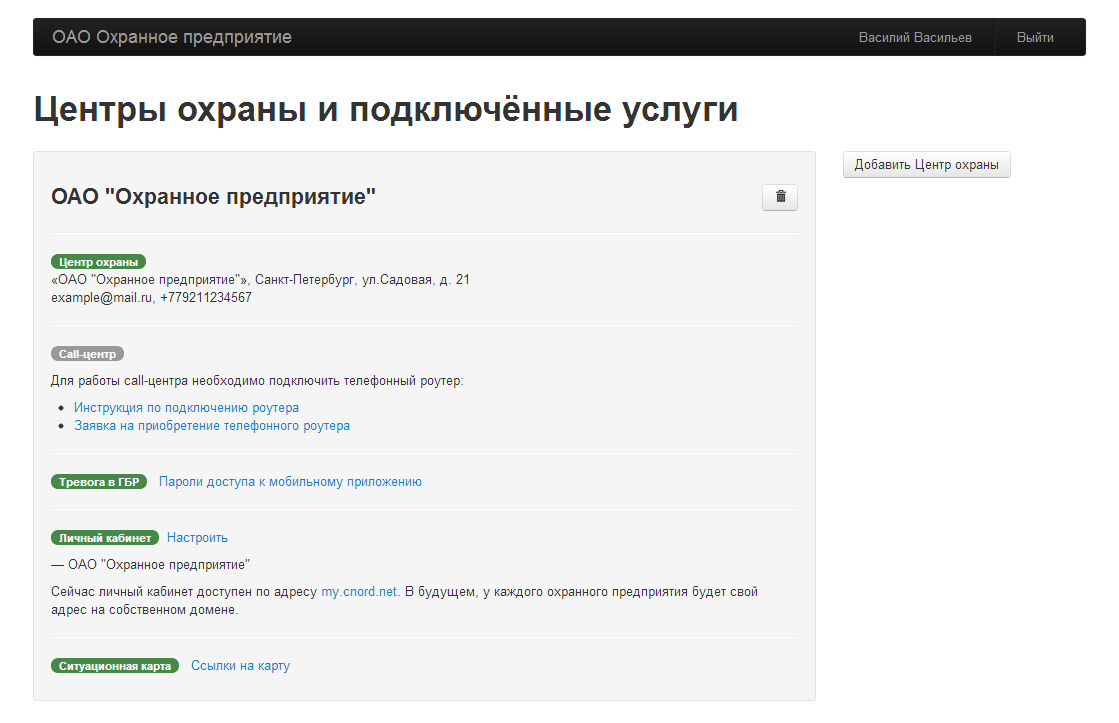 ОАО Охранное предприятие
Василий Васильев
Выйти
Центры охраны и подключённые услуги
Добавить Центр охраны
ОАО "Охранное предприятие"
Центр охраны
«ОАО "Охранное предприятие"», Санкт-Петербург, ул.Садовая, д. 21
example@mail.ru, +779211234567
Call-центр
Для работы call-центра необходимо подключить телефонный роутер:
Инструкция по подключению роутера
Заявка на приобретение телефонного роутера
Тревога в ГБР Пароли доступа к мобильному приложению
Личный кабинет Настроить
— ОАО "Охранное предприятие"
Сейчас личный кабинет доступен по адресу my.cnord.net. В будущем, у каждого охранного предприятия будет свой
адрес на собственном домене.
Ситуационная карта Ссылки на карту